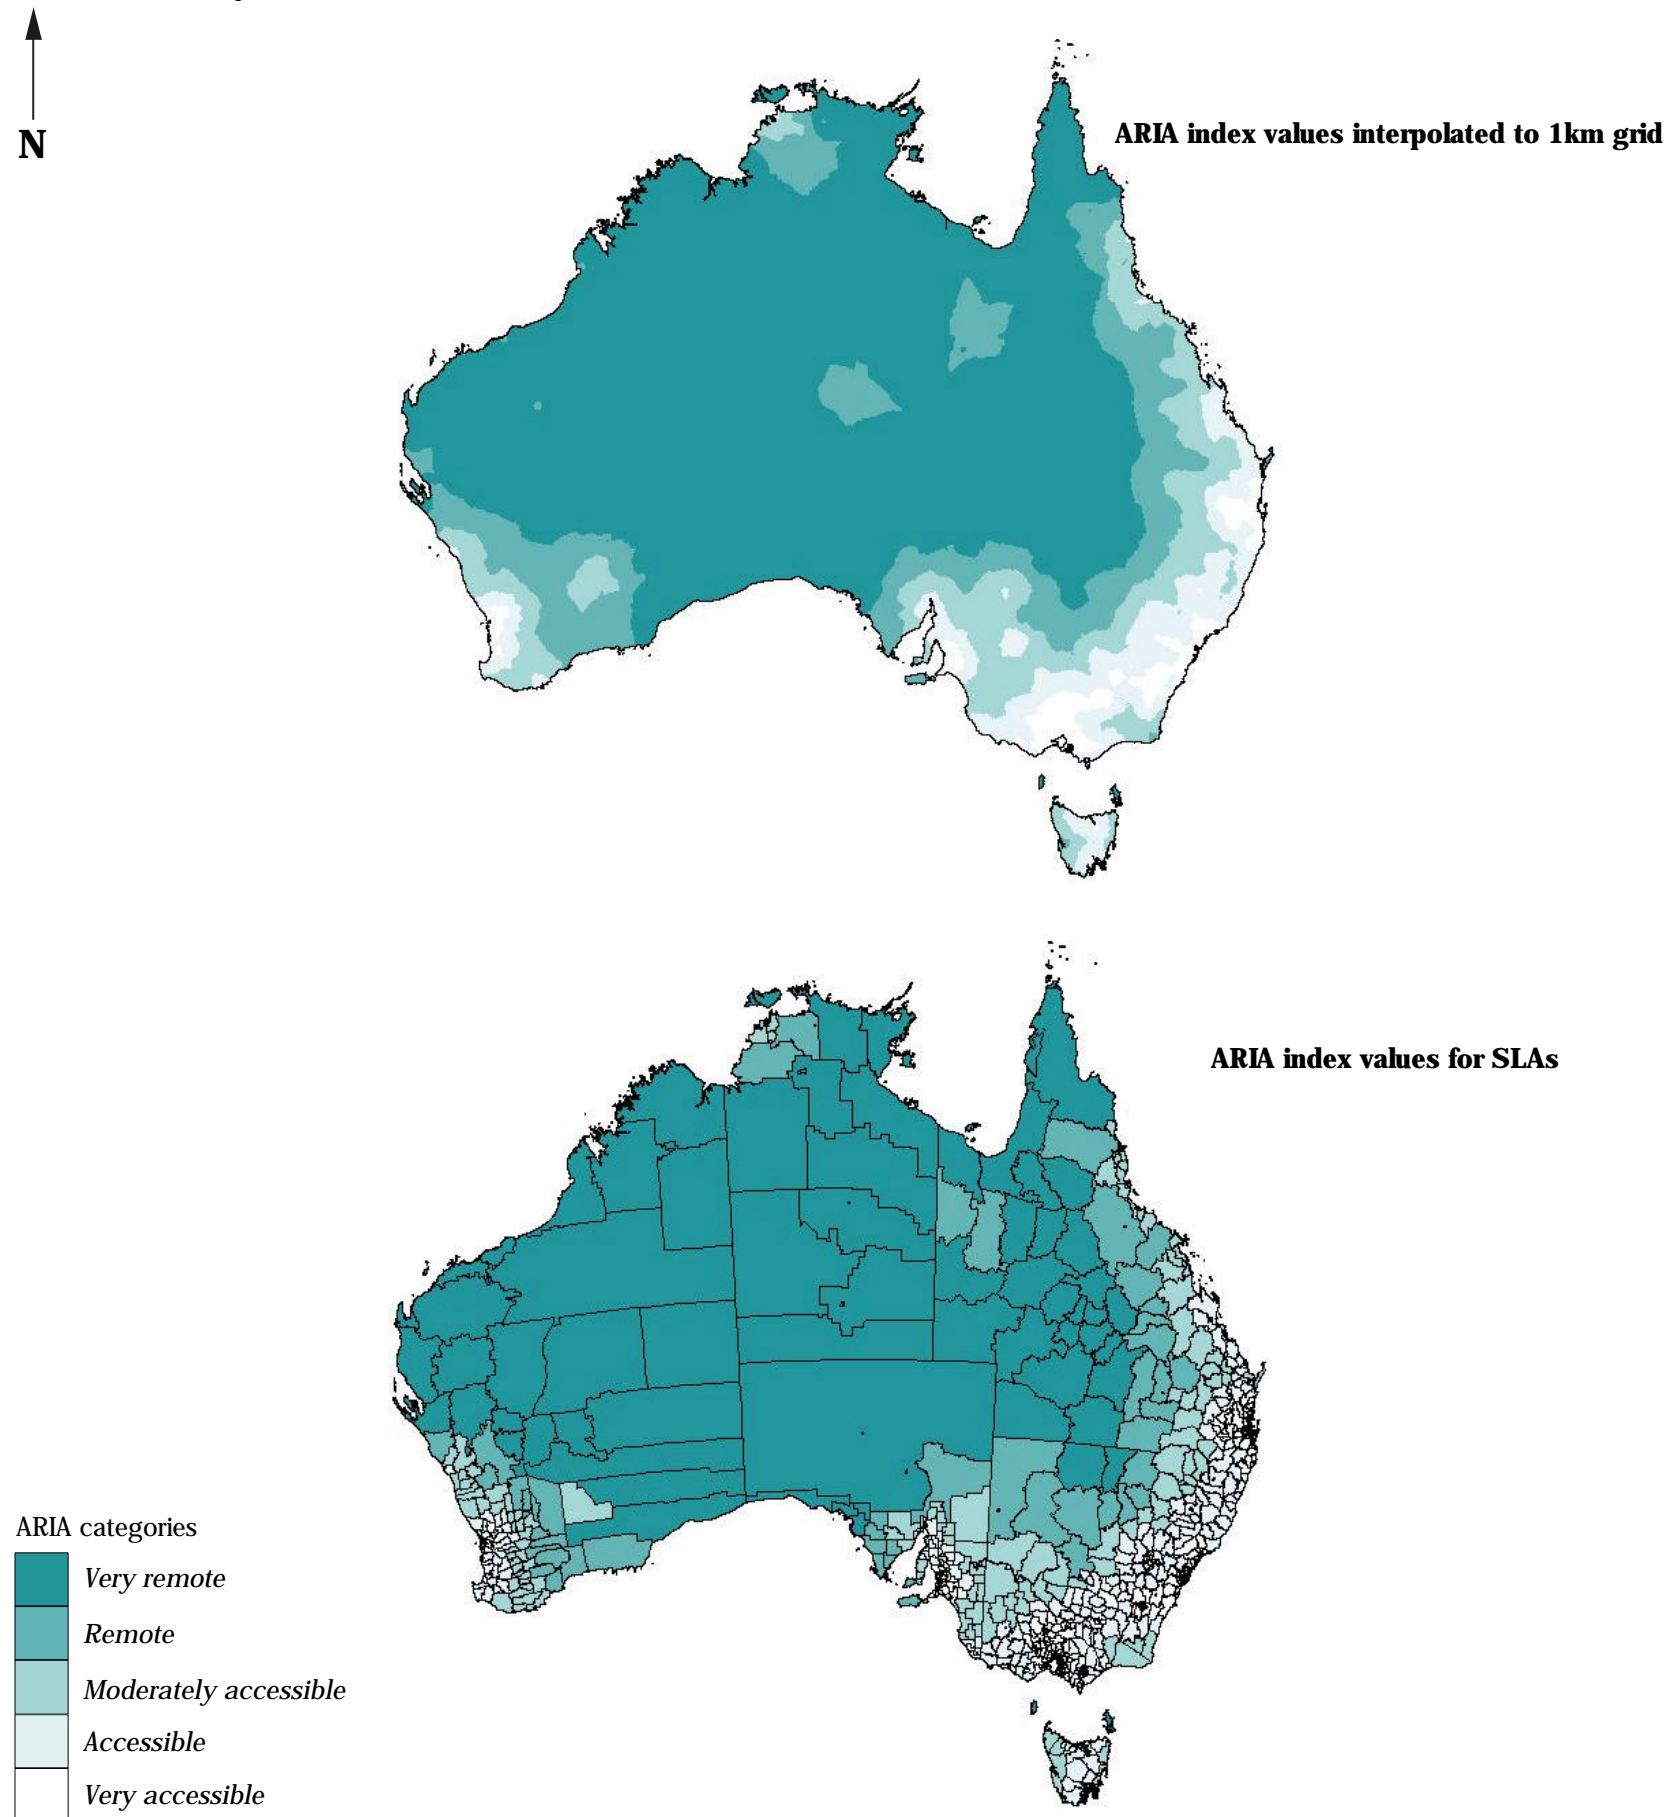 N
ARIA index values interpolated to 1km grid
ARIA index values for SLAs
ARIA categories
Very remote
Remote
Moderately accessible
Accessible
Very accessible